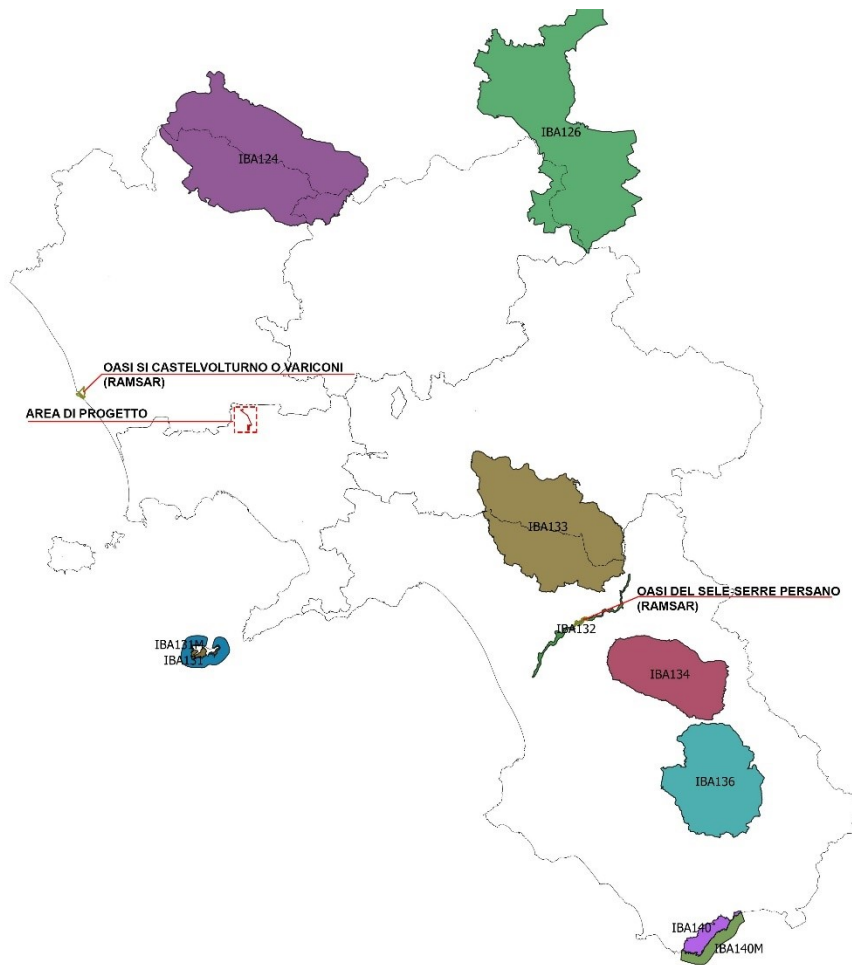 IBA126
IBA124
OASI SI CASTELVOLTURNO O VARICONI
(RAMSAR)
AREA DI PROGETTO
IBA133
OASI DEL SELE-SERRE PERSANO
(RAMSAR)
IBA132
IBA131M
IBA131
IBA134
IBA136
IBA140
IBA140M